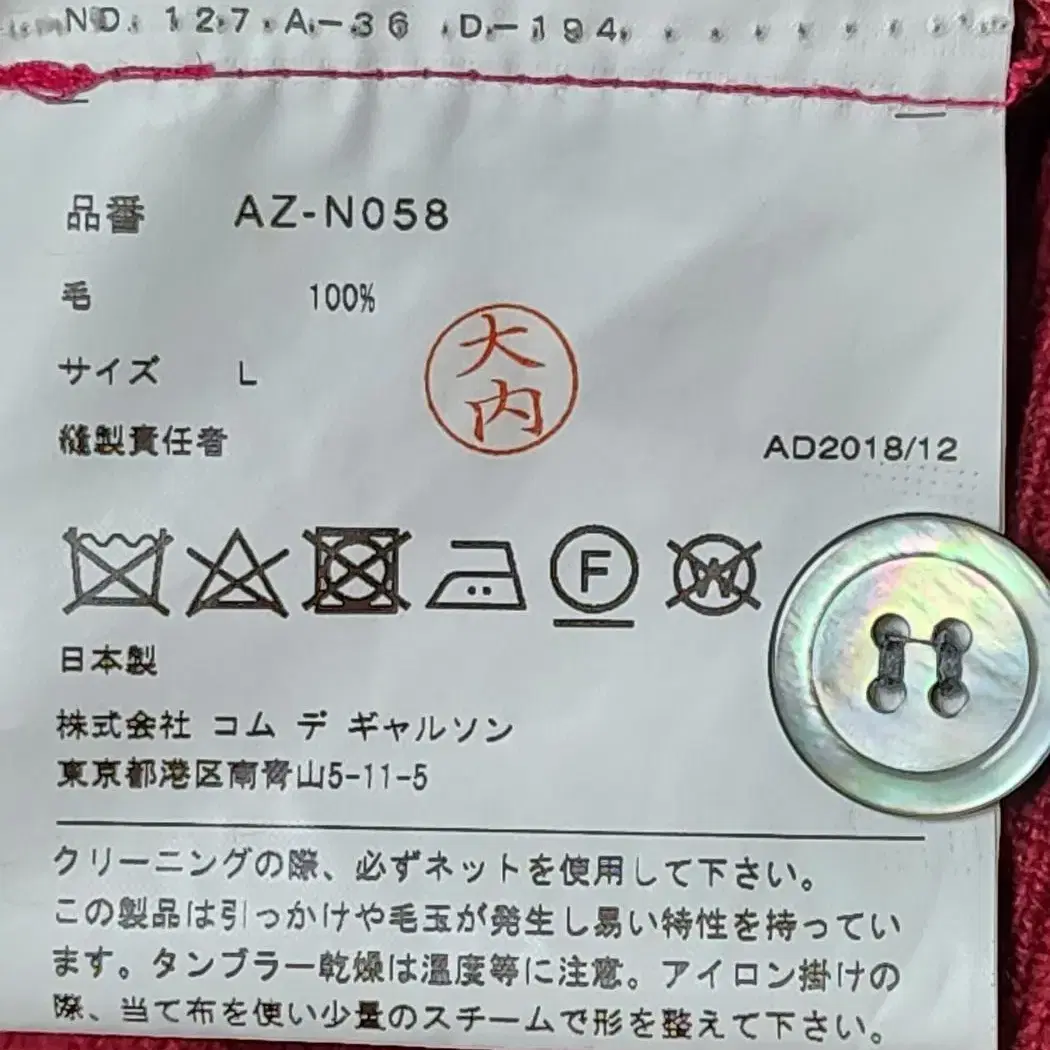 NO. 127 A-36 D-194
品番 AZ-N058
毛 100%
大内
サイズ L
縫製責任者
AD2018/12
F W
日本製
株式会社 コム デ ギャルソン
東京都港区南青山5-11-5
クリーニングの際、必ずネットを使用して下さい。
この製品は引っかけや毛玉が発生し易い特性を持ってい
ます。タンブラー乾燥は温度等に注意。アイロン掛けの
際、当て布を使い少量のスチームで形を整えて下さい。